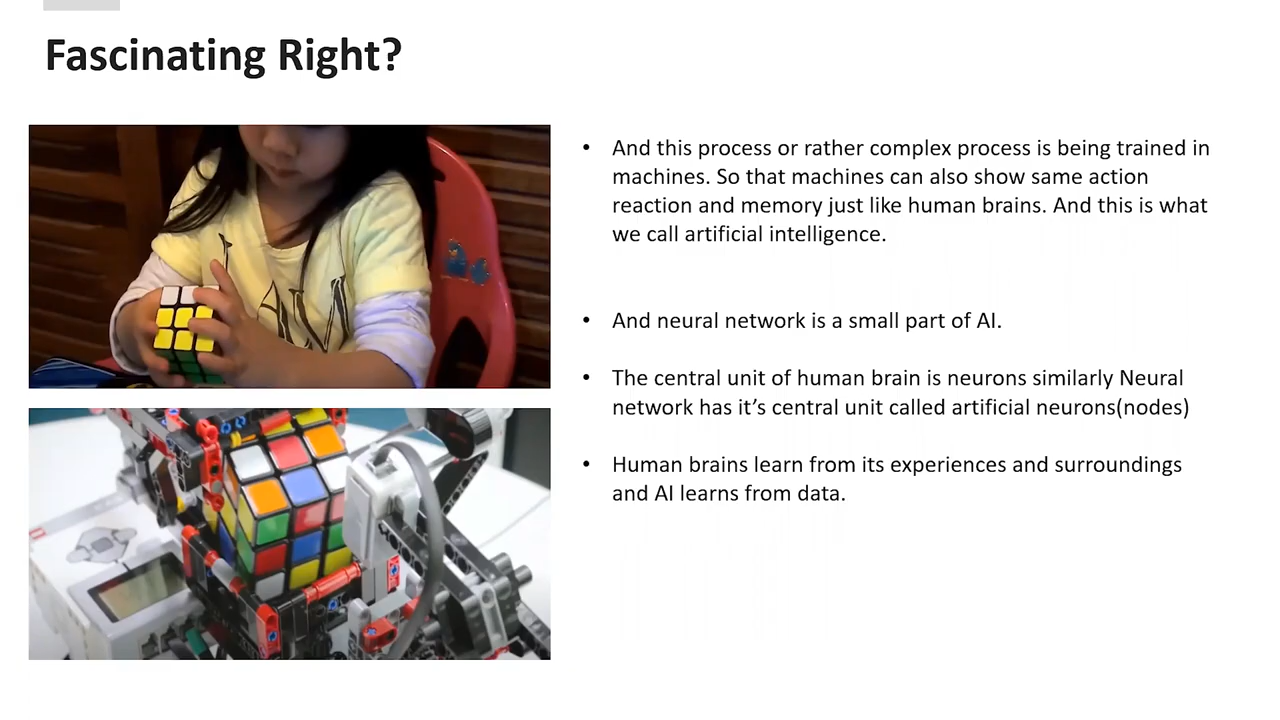 Fascinating Right?
• And this process or rather complex process is being trained in
machines. So that machines can also show same action
reaction and memory just like human brains. And this is what
we call artificial intelligence.
• And neural network is a small part of AI.
• The central unit of human brain is neurons similarly Neural
network has it’s central unit called artificial neurons(nodes)
• Human brains learn from its experiences and surroundings
and AI learns from data.